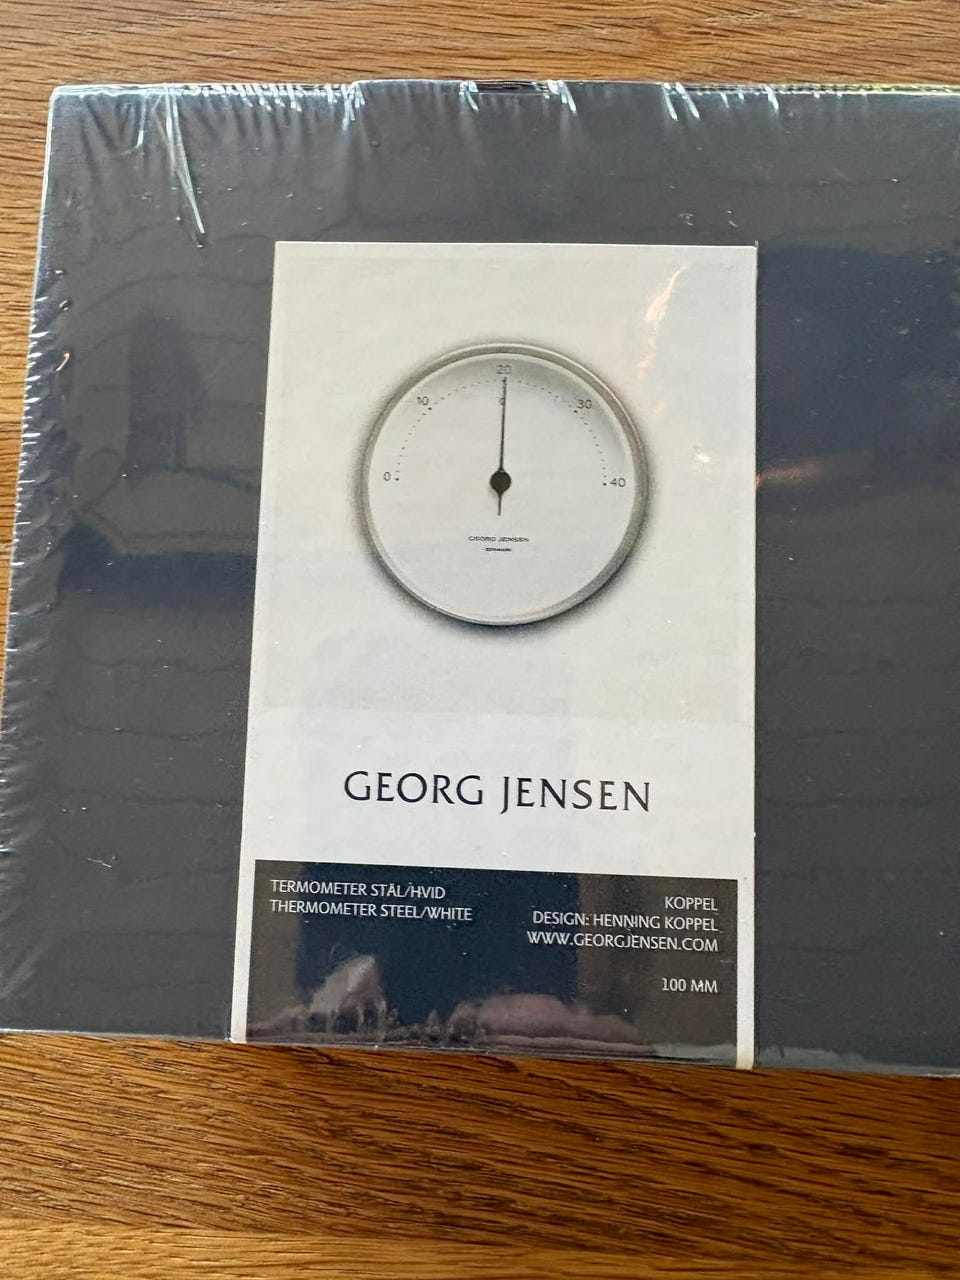 20
10 30
C
0 40
GEORG JENSEN
DENMARK
GEORG JENSEN
TERMOMETER STÅL/HVID
THERMOMETER STEEL/WHITE
KOPPEL
DESIGN: HENNING KOPPEL
WWW.GEORGJENSEN.COM
100 MM